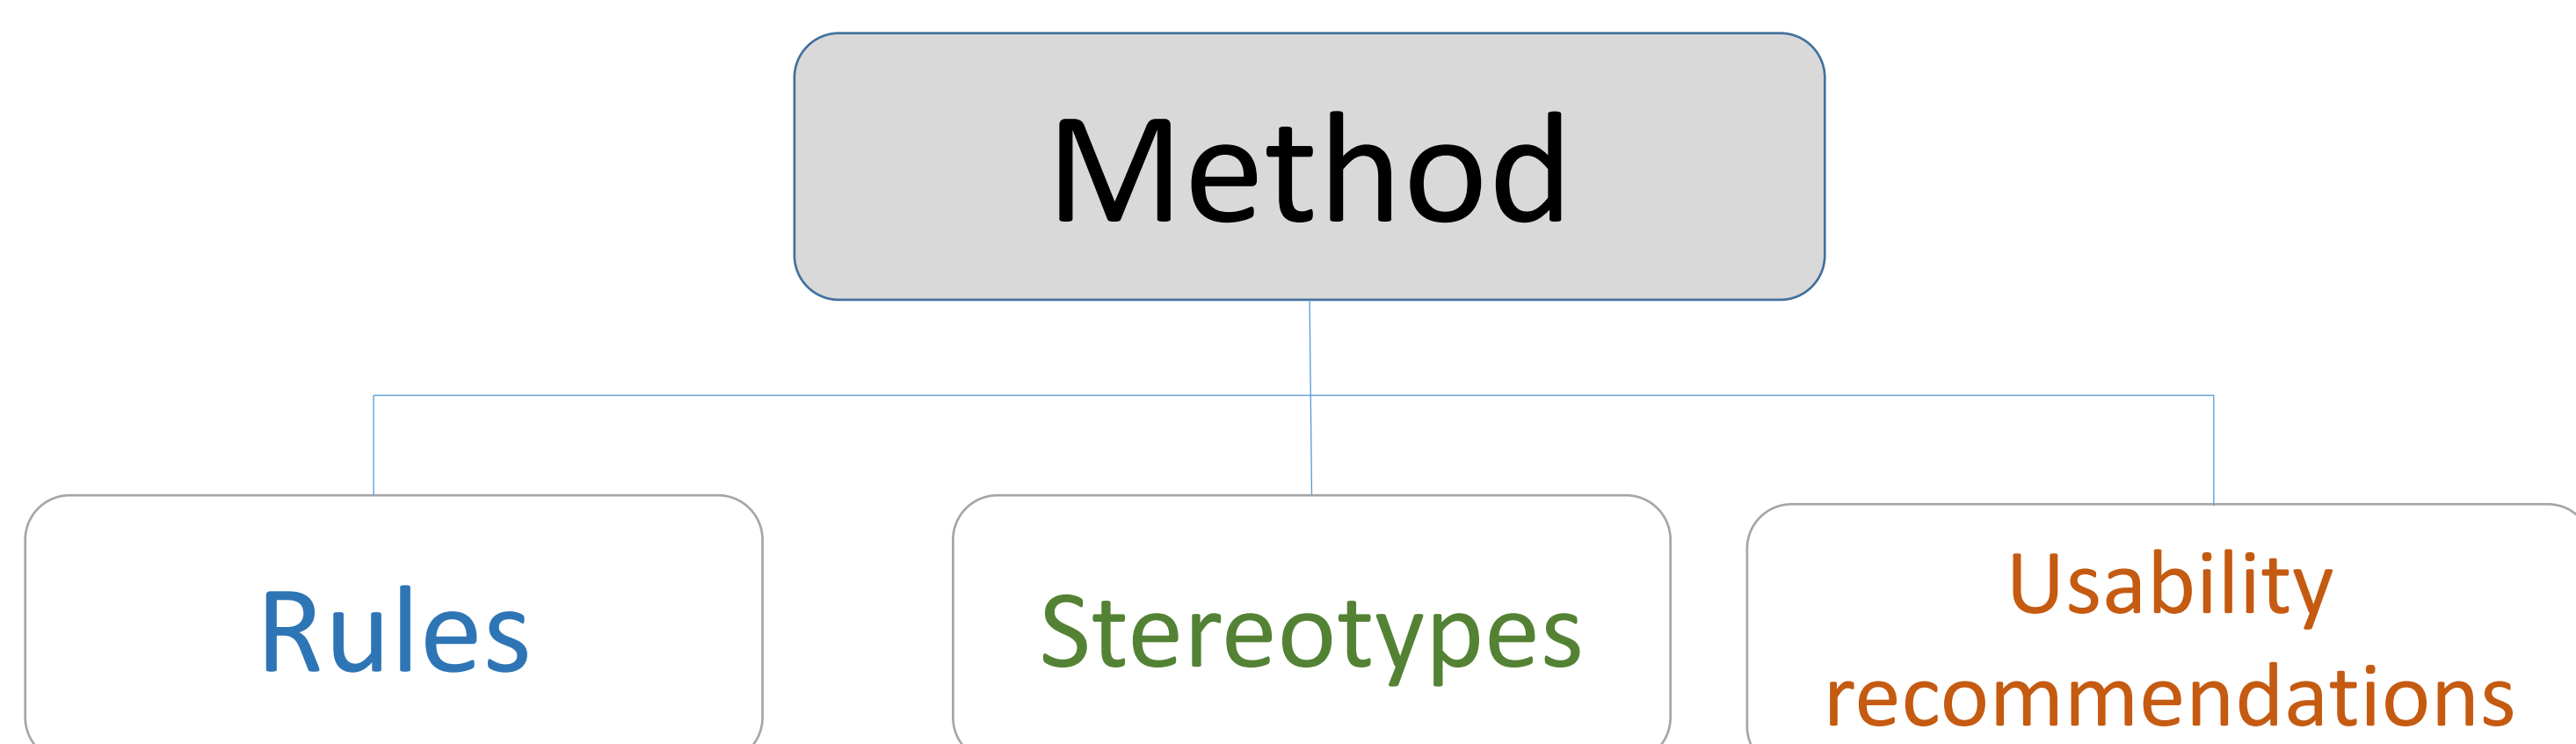 Method
Rules
Stereotypes
Usability
recommendations